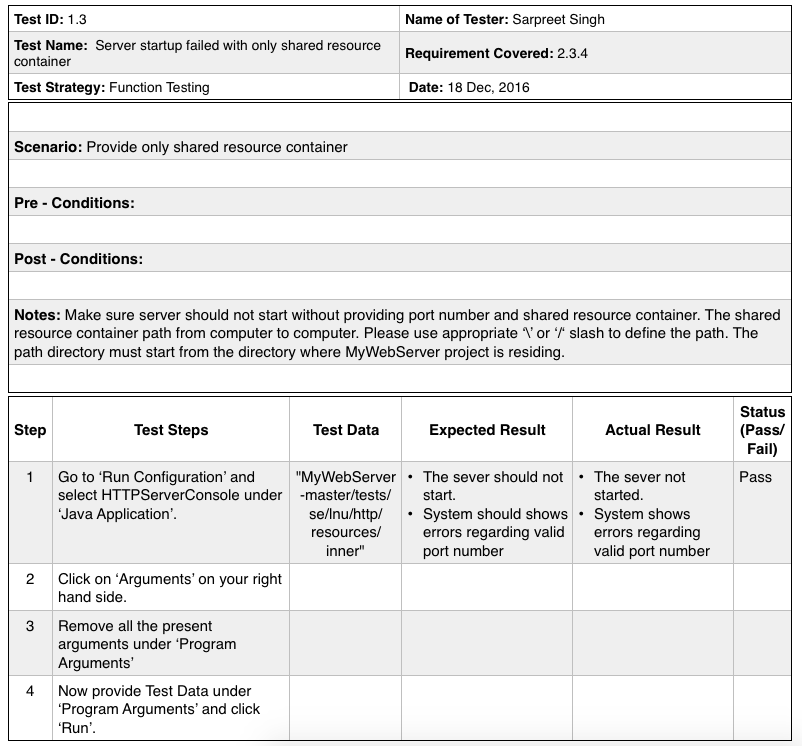 Test ID: 1.3
Name of Tester: Sarpreet Singh
Test Name:  Server startup failed with only shared resource
container
Requirement Covered: 2.3.4
Test Strategy: Function Testing
Date: 18 Dec, 2016
Scenario: Provide only shared resource container
Pre - Conditions:
Post - Conditions:
Notes: Make sure server should not start without providing port number and shared resource container. The shared
resource container path from computer to computer. Please use appropriate ‘\’ or ‘/‘ slash to define the path. The
path directory must start from the directory where MyWebServer project is residing.
Step
Test Steps
Test Data
Expected Result
Actual Result
Status
(Pass/
Fail)
1
Go to ‘Run Configuration’ and
select HTTPServerConsole under
‘Java Application’.
"MyWebServer
-master/tests/
se/lnu/http/
resources/
inner"
• The sever should not
start.
• System should shows
errors regarding valid
port number
• The sever not
started.
• System shows
errors regarding
valid port number
Pass
2
Click on ‘Arguments’ on your right
hand side.
3
Remove all the present
arguments under ‘Program
Arguments’
4
Now provide Test Data under
‘Program Arguments’ and click
‘Run’.